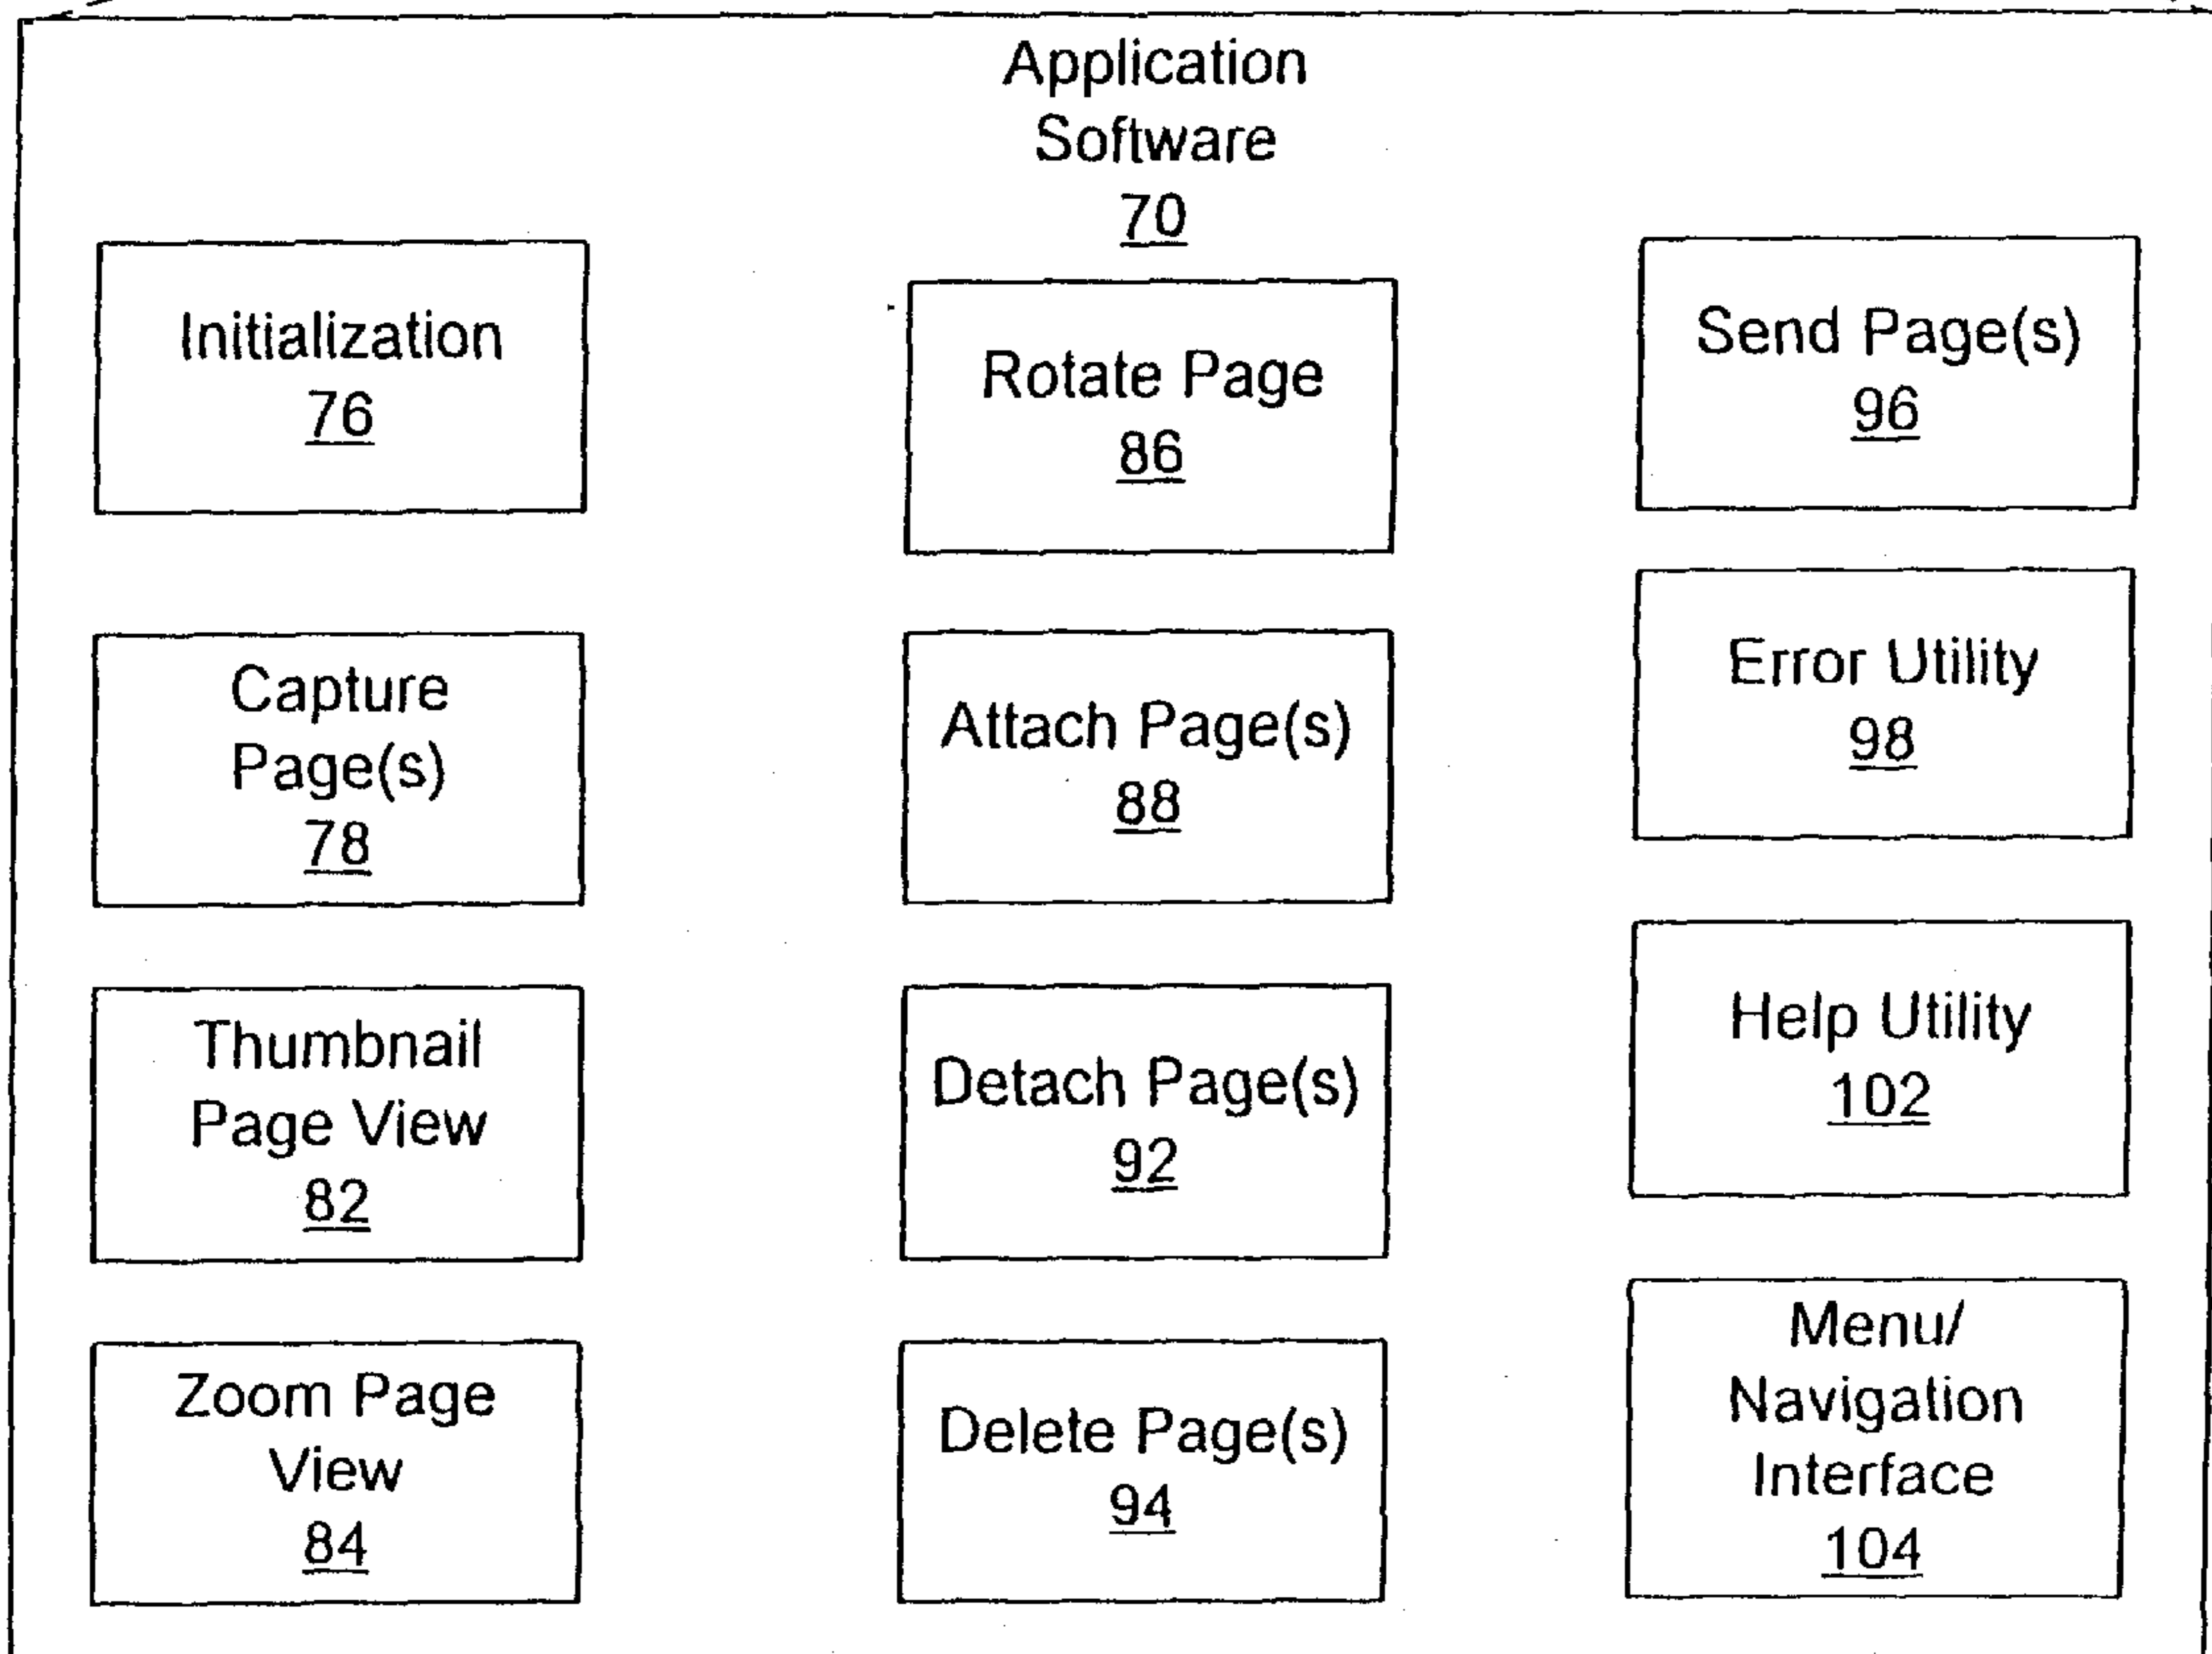 Application
Software
70
Initialization
76
Capture
Page(s)
78
Thumbnail
Page View
82
Zoom Page
View
84
Rotate Page
86
Attach Page(s)
88
Detach Page(s)
92
Delete Page(s)
94
Send Page(s)
96
Error Utility
98
Help Utility
102
Menu/
Navigation
Interface
104